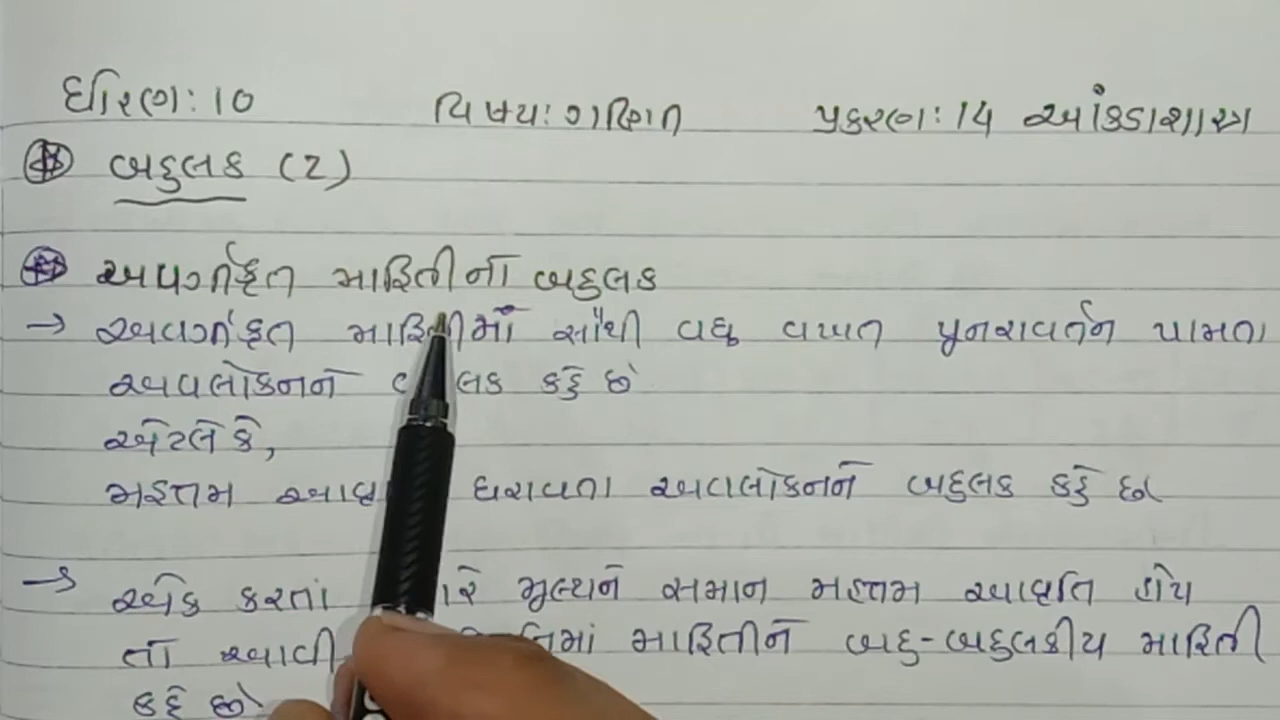 ધોરણ: 10 વિષય: ગણિત પ્રકરણ: 14 આંકડાશાસ્ત્ર
બહુલક (Z)
અવર્ગીકૃત માહિતીનો બહુલક
→ અવર્ગીકૃત માહિતીમાં સૌથી વધુ વખત પુનરાવર્તન પામતા
અવલોકનને કહે છે
એટલે કે,
મહત્તમ ધરાવતા અવલોકનને બહુલક કહે છે
→ એક કરતાં મૂલ્યને સમાન મહત્તમ આવૃતિ હોય
તો આવી માહિતીને બહુ-બહુલકીય માહિતી
કહે છે